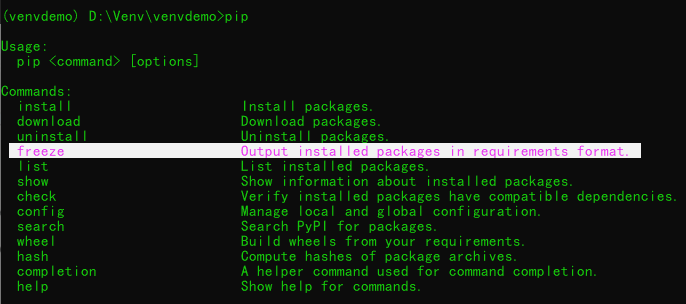 (venvdemo) D:\Venv\venvdemo>pip
Usage:
pip <command> [options]
Commands:
install Install packages.
download Download packages.
uninstall Uninstall packages.
freeze Output installed packages in requirements format.
list List installed packages.
show Show information about installed packages.
check Verify installed packages have compatible dependencies.
config Manage local and global configuration.
search Search PyPI for packages.
wheel Build wheels from your requirements.
hash Compute hashes of package archives.
completion A helper command used for command completion.
help Show help for commands.